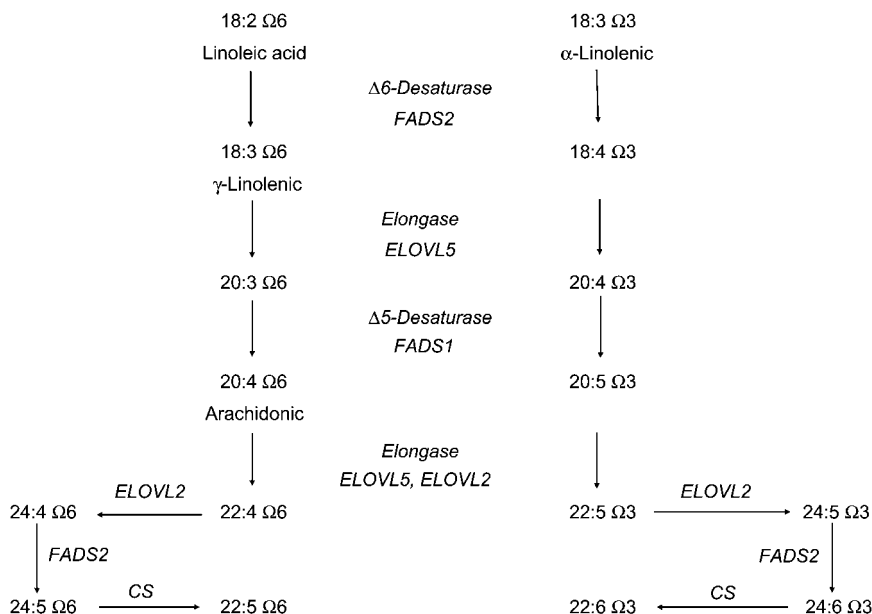 18:2 Ω6 18:3 Ω3
Linoleic acid α-Linolenic
Δ6-Desaturase
FADS2
18:3 Ω6 18:4 Ω3
γ-Linolenic
Elongase
ELOVL5
20:3 Ω6 20:4 Ω3
Δ5-Desaturase
FADS1
20:4 Ω6 20:5 Ω3
Arachidonic
Elongase
ELOVL5, ELOVL2
ELOVL2 ELOVL2
24:4 Ω6 22:4 Ω6 22:5 Ω3 24:5 Ω3
FADS2 FADS2
CS CS
24:5 Ω6 22:5 Ω6 22:6 Ω3 24:6 Ω3